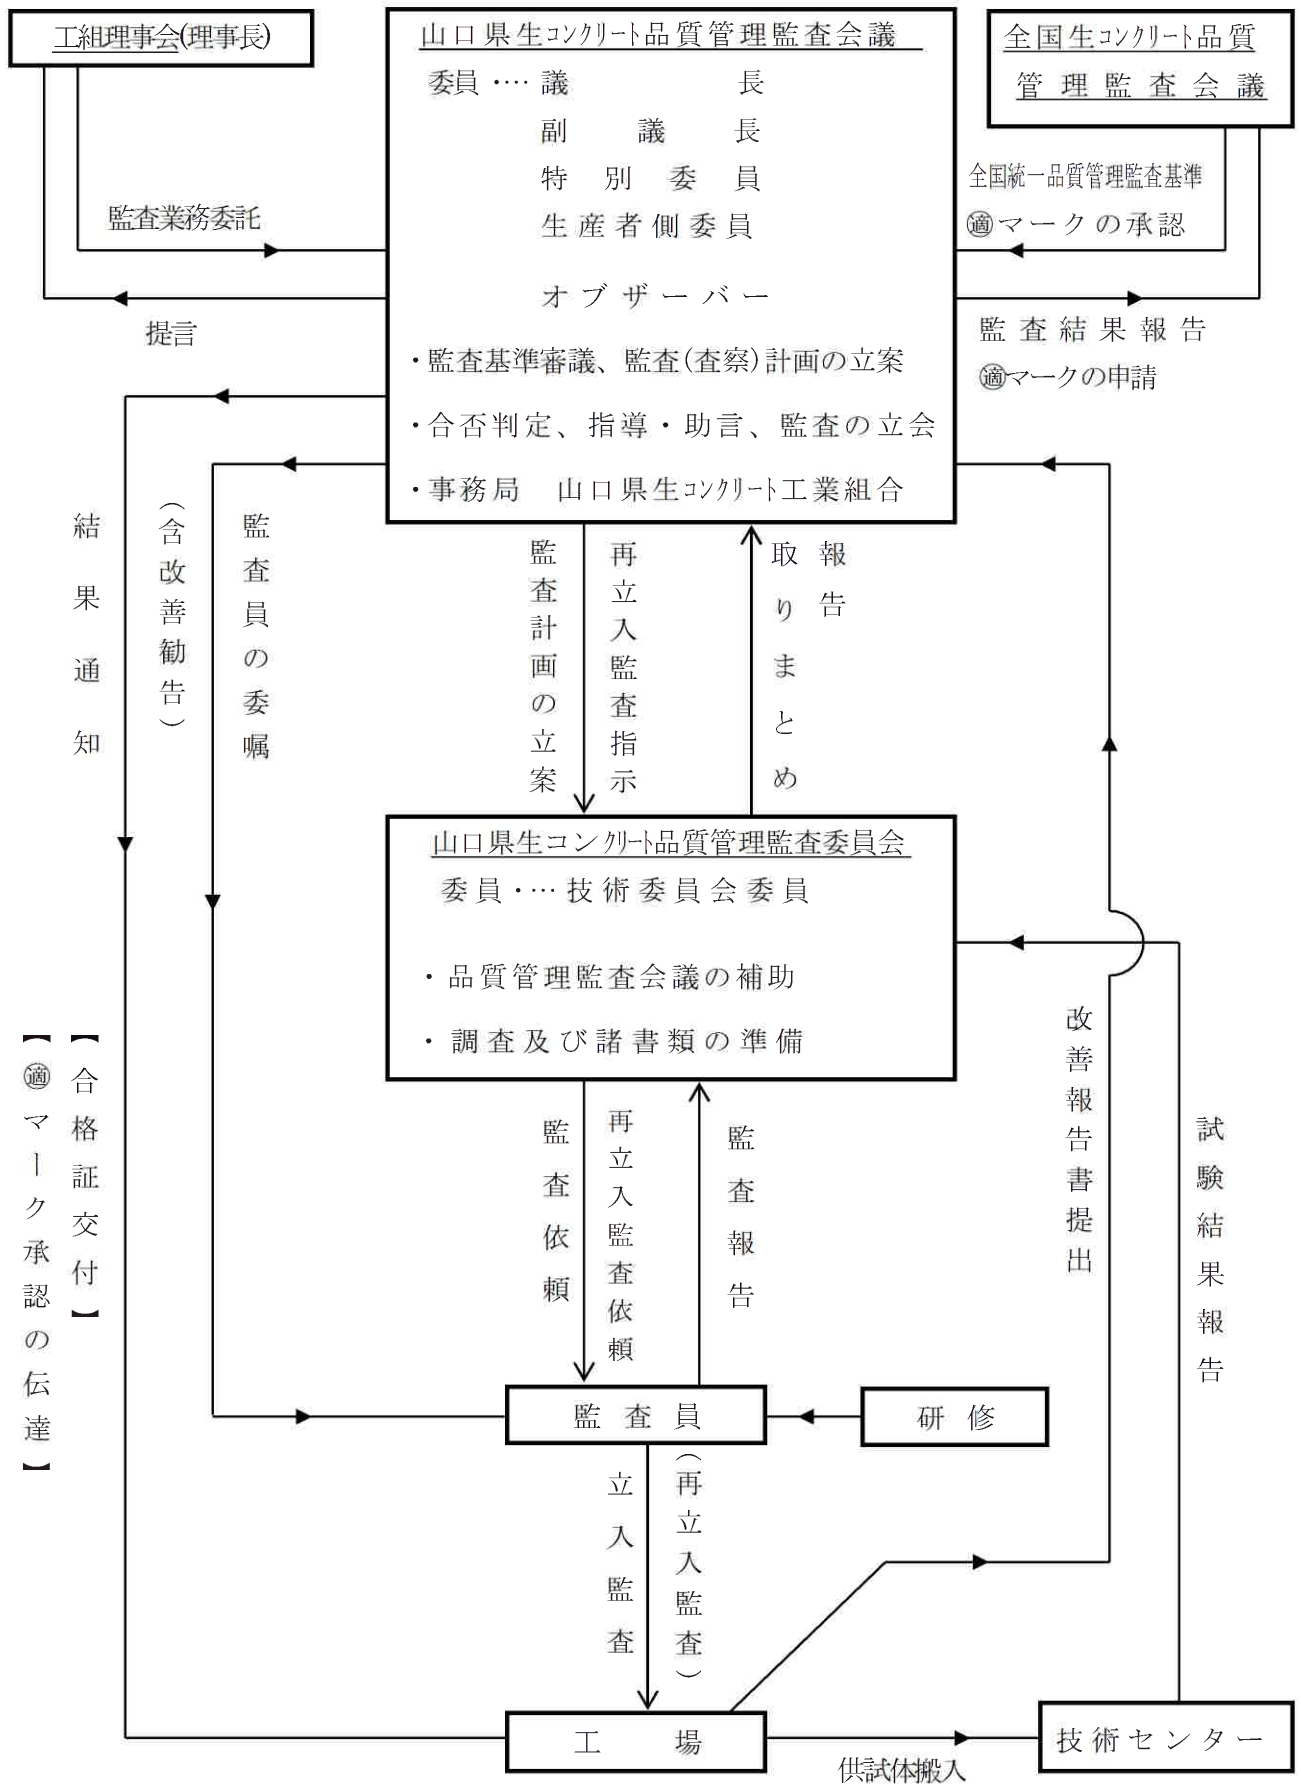 工組理事会(理事長)
山口県生コンクリート品質管理監査会議
委員‥‥議長
副議長
特別委員
生産者側委員
オブザーバー
・監査基準審議、監査(査察)計画の立案
・合否判定、指導・助言、監査の立会
・事務局　山口県生コンクリート工業組合
全国生コンクリート品質
管理監査会議
監査業務委託
提言
全国統一品質管理監査基準
㊜マークの承認
監査結果報告
㊜マークの申請
結果通知
(含改善勧告)
監査員の委嘱
監査計画の立案
再立入監査指示
取りまとめ
報告
山口県生コンクリート品質管理監査委員会
委員・…技術委員会委員
・品質管理監査会議の補助
・調査及び諸書類の準備
【㊜マーク承認の伝達】
【合格証交付】
監査依頼
再立入監査依頼
監査報告
改善報告書提出
試験結果報告
監査員
研修
立入監査
(再立入監査)
工場
供試体搬入
技術センター